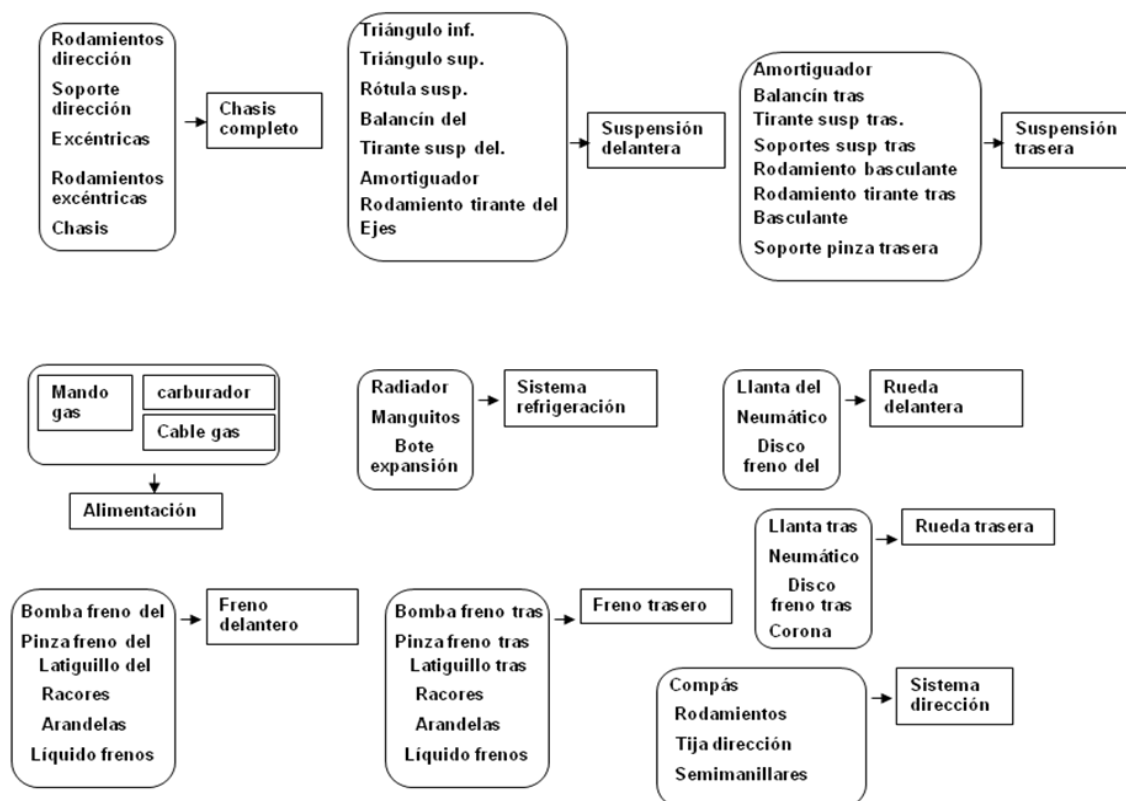 Rodamientos
dirección
Soporte
dirección
Excéntricas
Rodamientos
excéntricas
Chasis
Chasis
completo
Triángulo inf.
Triángulo sup.
Rótula susp.
Balancín del
Tirante susp del.
Amortiguador
Rodamiento tirante del
Ejes
Suspensión
delantera
Amortiguador
Balancín tras
Tirante susp tras.
Soportes susp tras
Rodamiento basculante
Rodamiento tirante tras
Basculante
Soporte pinza trasera
Suspensión
trasera
Mando
gas
carburador
Cable gas
Alimentación
Radiador
Manguitos
Bote
expansión
Sistema
refrigeración
Llanta del
Neumático
Disco
freno del
Rueda
delantera
Llanta tras
Neumático
Disco
freno tras
Corona
Rueda trasera
Bomba freno del
Pinza freno del
Latiguillo del
Racores
Arandelas
Líquido frenos
Freno
delantero
Bomba freno tras
Pinza freno tras
Latiguillo tras
Racores
Arandelas
Líquido frenos
Freno trasero
Compás
Rodamientos
Tija dirección
Semimanillares
Sistema
dirección